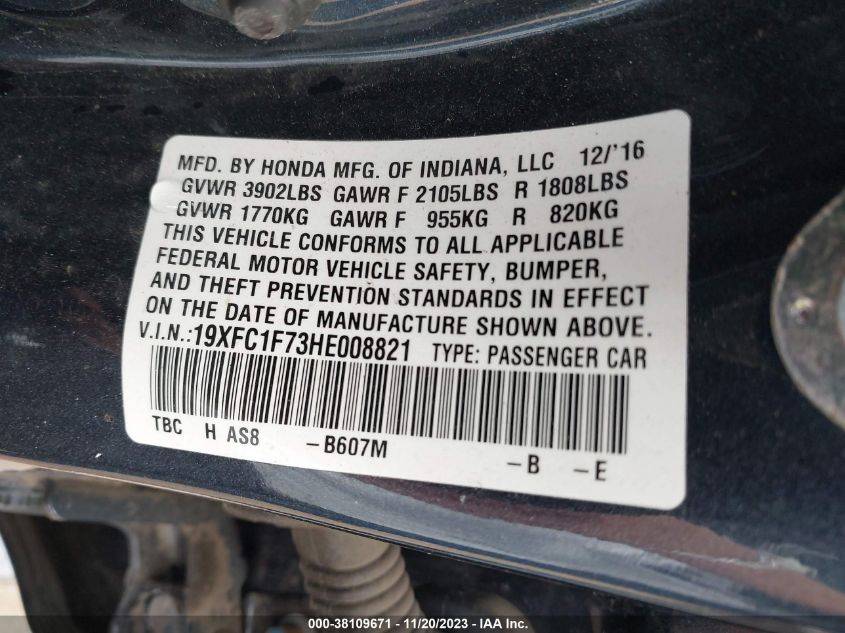 MFD. BY HONDA MFG. OF INDIANA, LLC 12/'16
GVWR 3902LBS GAWR F 2105LBS R 1808LBS
GVWR 1770KG GAWR F 955KG R 820KG
THIS VEHICLE CONFORMS TO ALL APPLICABLE
FEDERAL MOTOR VEHICLE SAFETY, BUMPER,
AND THEFT PREVENTION STANDARDS IN EFFECT
ON THE DATE OF MANUFACTURE SHOWN ABOVE.
V.I.N.:19XFC1F73HE008821 TYPE: PASSENGER CAR
TBC H AS8 -B607M -B -E
000-38109671 - 11/20/2023 - IAA Inc.